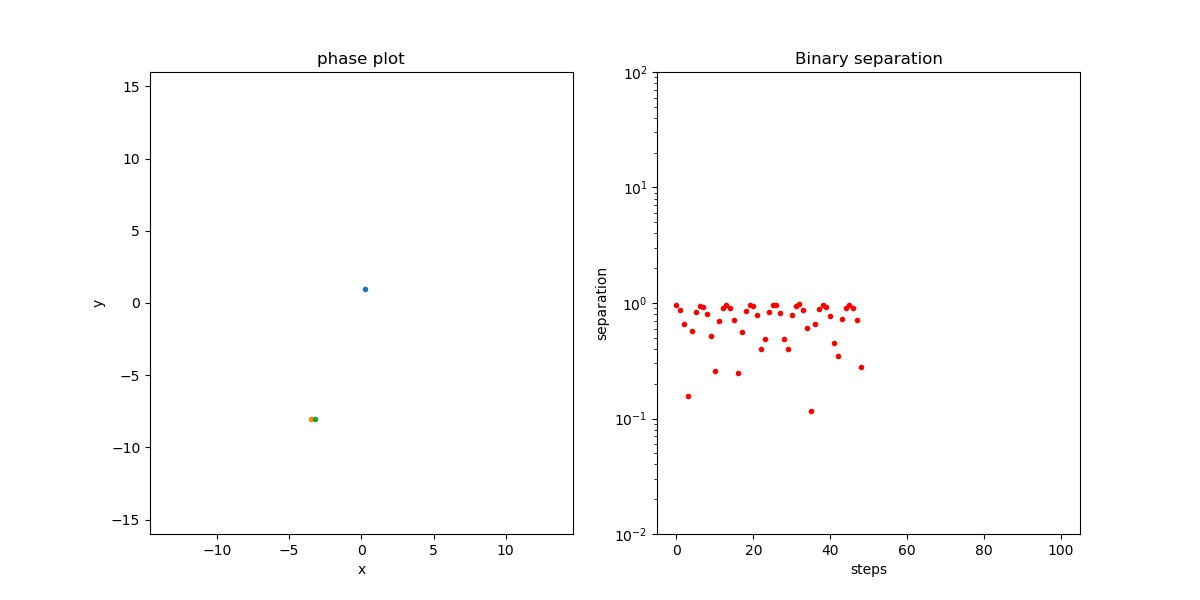 phase plot
15
10
5
0
−5
−10
−15
y
−10 −5 0 5 10
x
Binary separation
10²
10¹
10⁰
10⁻¹
10⁻²
separation
0 20 40 60 80 100
steps